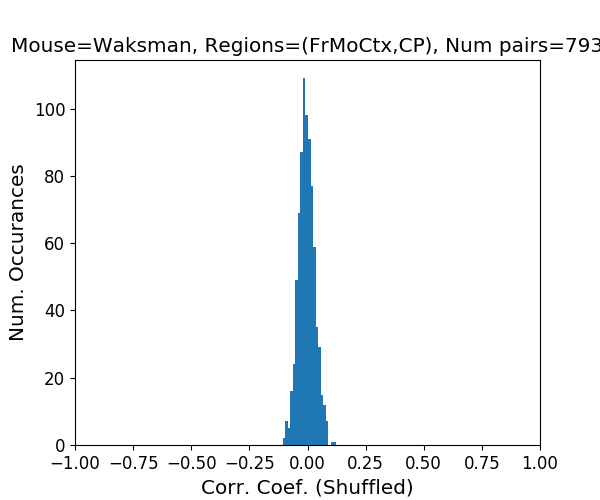 Mouse=Waksman, Regions=(FrMoCtx,CP), Num pairs=793
Num. Occurances
100
80
60
40
20
0
−1.00 −0.75 −0.50 −0.25 0.00 0.25 0.50 0.75 1.00
Corr. Coef. (Shuffled)